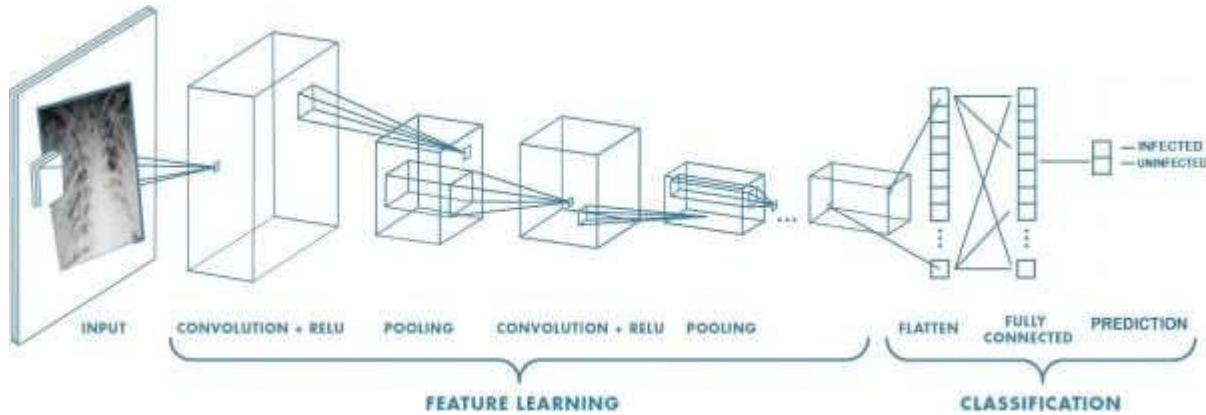 INFECTED
UNINFECTED
INPUT
CONVOLUTION + RELU
POOLING
CONVOLUTION + RELU
POOLING
FLATTEN
FULLY
CONNECTED
PREDICTION
FEATURE LEARNING
CLASSIFICATION